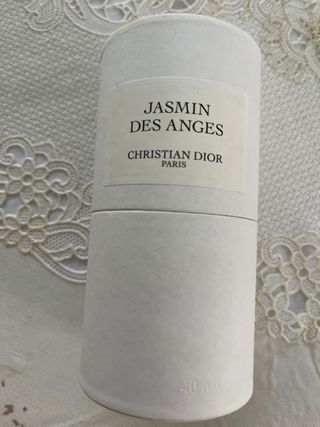 JASMIN
DES ANGES
CHRISTIAN DIOR
PARIS